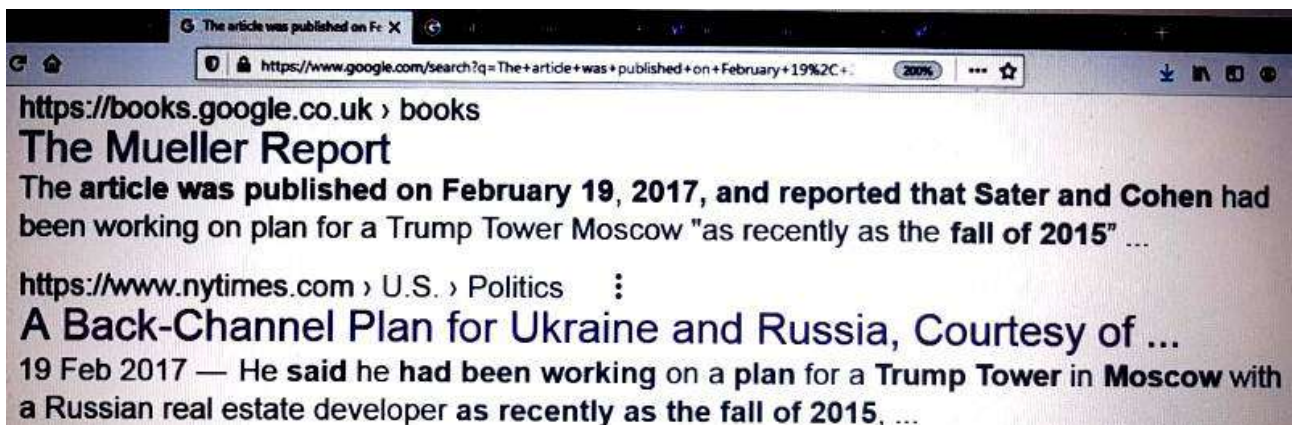 The article was published on Fe
https://www.google.com/search?q=The+article+was+published+on+February+19%2C+
200%
https://books.google.co.uk › books
The Mueller Report
The article was published on February 19, 2017, and reported that Sater and Cohen had
been working on plan for a Trump Tower Moscow "as recently as the fall of 2015" ...
https://www.nytimes.com › U.S. › Politics
A Back-Channel Plan for Ukraine and Russia, Courtesy of ...
19 Feb 2017 — He said he had been working on a plan for a Trump Tower in Moscow with
a Russian real estate developer as recently as the fall of 2015, ...